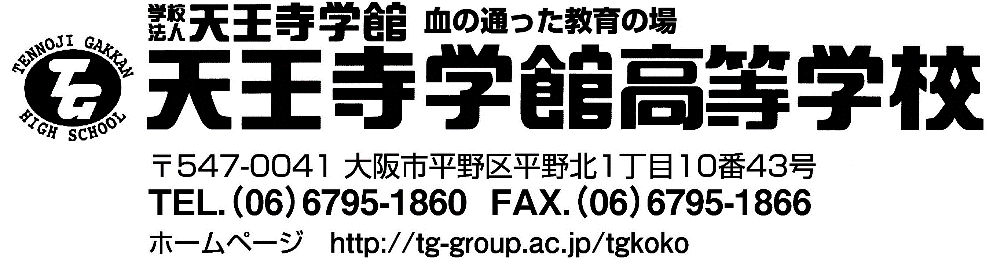 TENNOJI GAKKAN
TG
HIGH SCHOOL
学校法人 天王寺学館 血の通った教育の場
天王寺学館高等学校
〒547-0041 大阪市平野区平野北1丁目10番43号
TEL.(06)6795-1860 FAX.(06)6795-1866
ホームページ http://tg-group.ac.jp/tgkoko